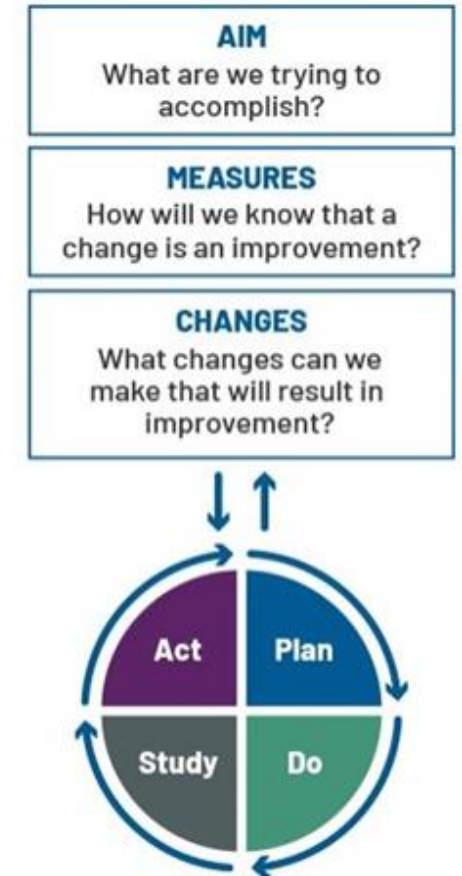 AIM
What are we trying to
accomplish?
MEASURES
How will we know that a
change is an improvement?
CHANGES
What changes can we
make that will result in
improvement?
Act
Plan
Study
Do